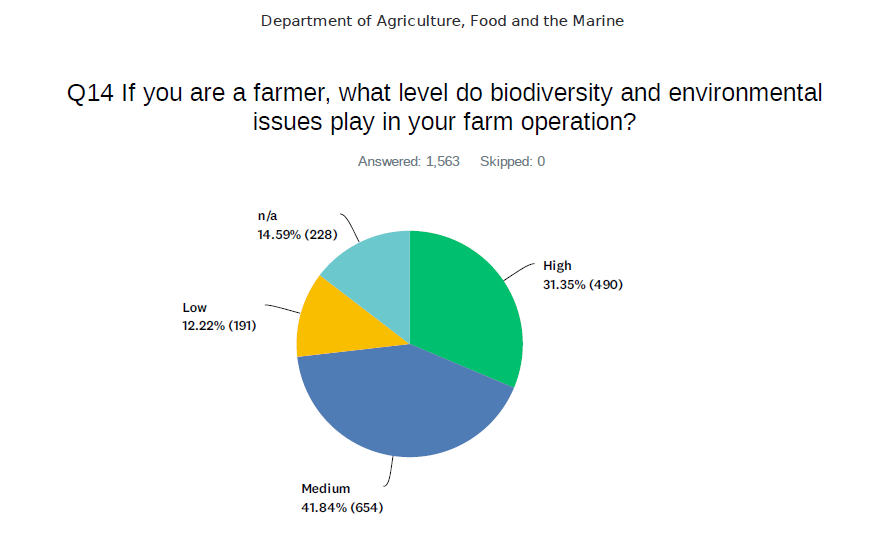 Department of Agriculture, Food and the Marine
Q14 If you are a farmer, what level do biodiversity and environmental
issues play in your farm operation?
Answered: 1,563 Skipped: 0
n/a
14.59% (228)
High
31.35% (490)
Low
12.22% (191)
Medium
41.84% (654)